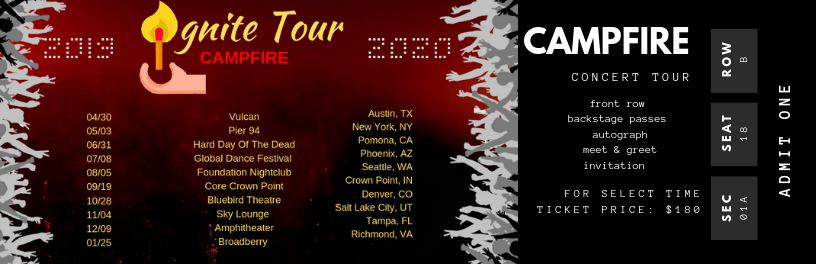 2019
gnite Tour
CAMPFIRE
2020
04/30 Vulcan Austin, TX
05/03 Pier 94 New York, NY
06/31 Hard Day Of The Dead Pomona, CA
07/08 Global Dance Festival Phoenix, AZ
08/05 Foundation Nightclub Seattle, WA
09/19 Core Crown Point Crown Point, IN
10/28 Bluebird Theatre Denver, CO
11/04 Sky Lounge Salt Lake City, UT
12/09 Amphitheater Tampa, FL
01/25 Broadberry Richmond, VA
CAMPFIRE
CONCERT TOUR
front row
backstage passes
autograph
meet & greet
invitation
FOR SELECT TIME
TICKET PRICE: $180
ROW
B
SEAT
18
SEC
01A
ADMIT ONE